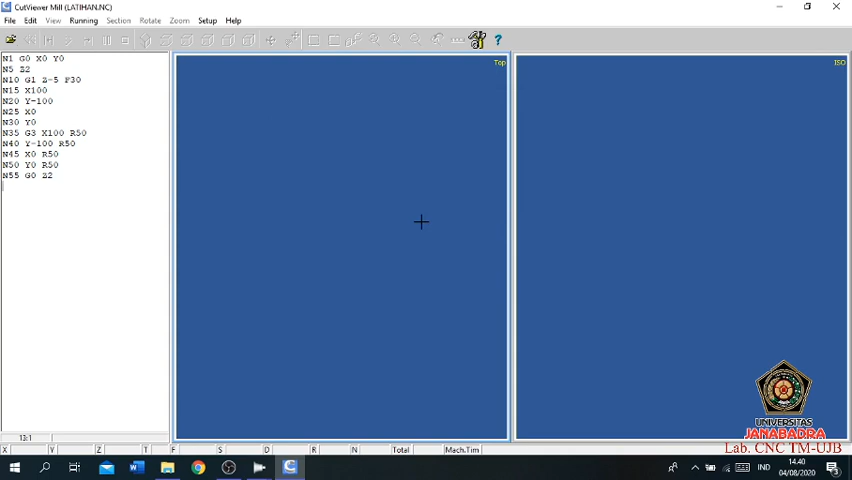 CutViewer Mill (LATIHAN.NC)
File Edit View Running Section Rotate Zoom Setup Help
N1 G0 X0 Y0
N5 Z2
N10 G1 Z-5 F30
N15 X100
N20 Y-100
N25 X0
N30 Y0
N35 G3 X100 R50
N40 Y-100 R50
N45 X0 R50
N50 Y0 R50
N55 G0 Z2
Top
ISO
UNIVERSITAS
JANABADRA
Lab. CNC TM-UJB
13:1
X Y Z T F S D R N Total Mach.Tim
IND
14.40
04/08/2020
3